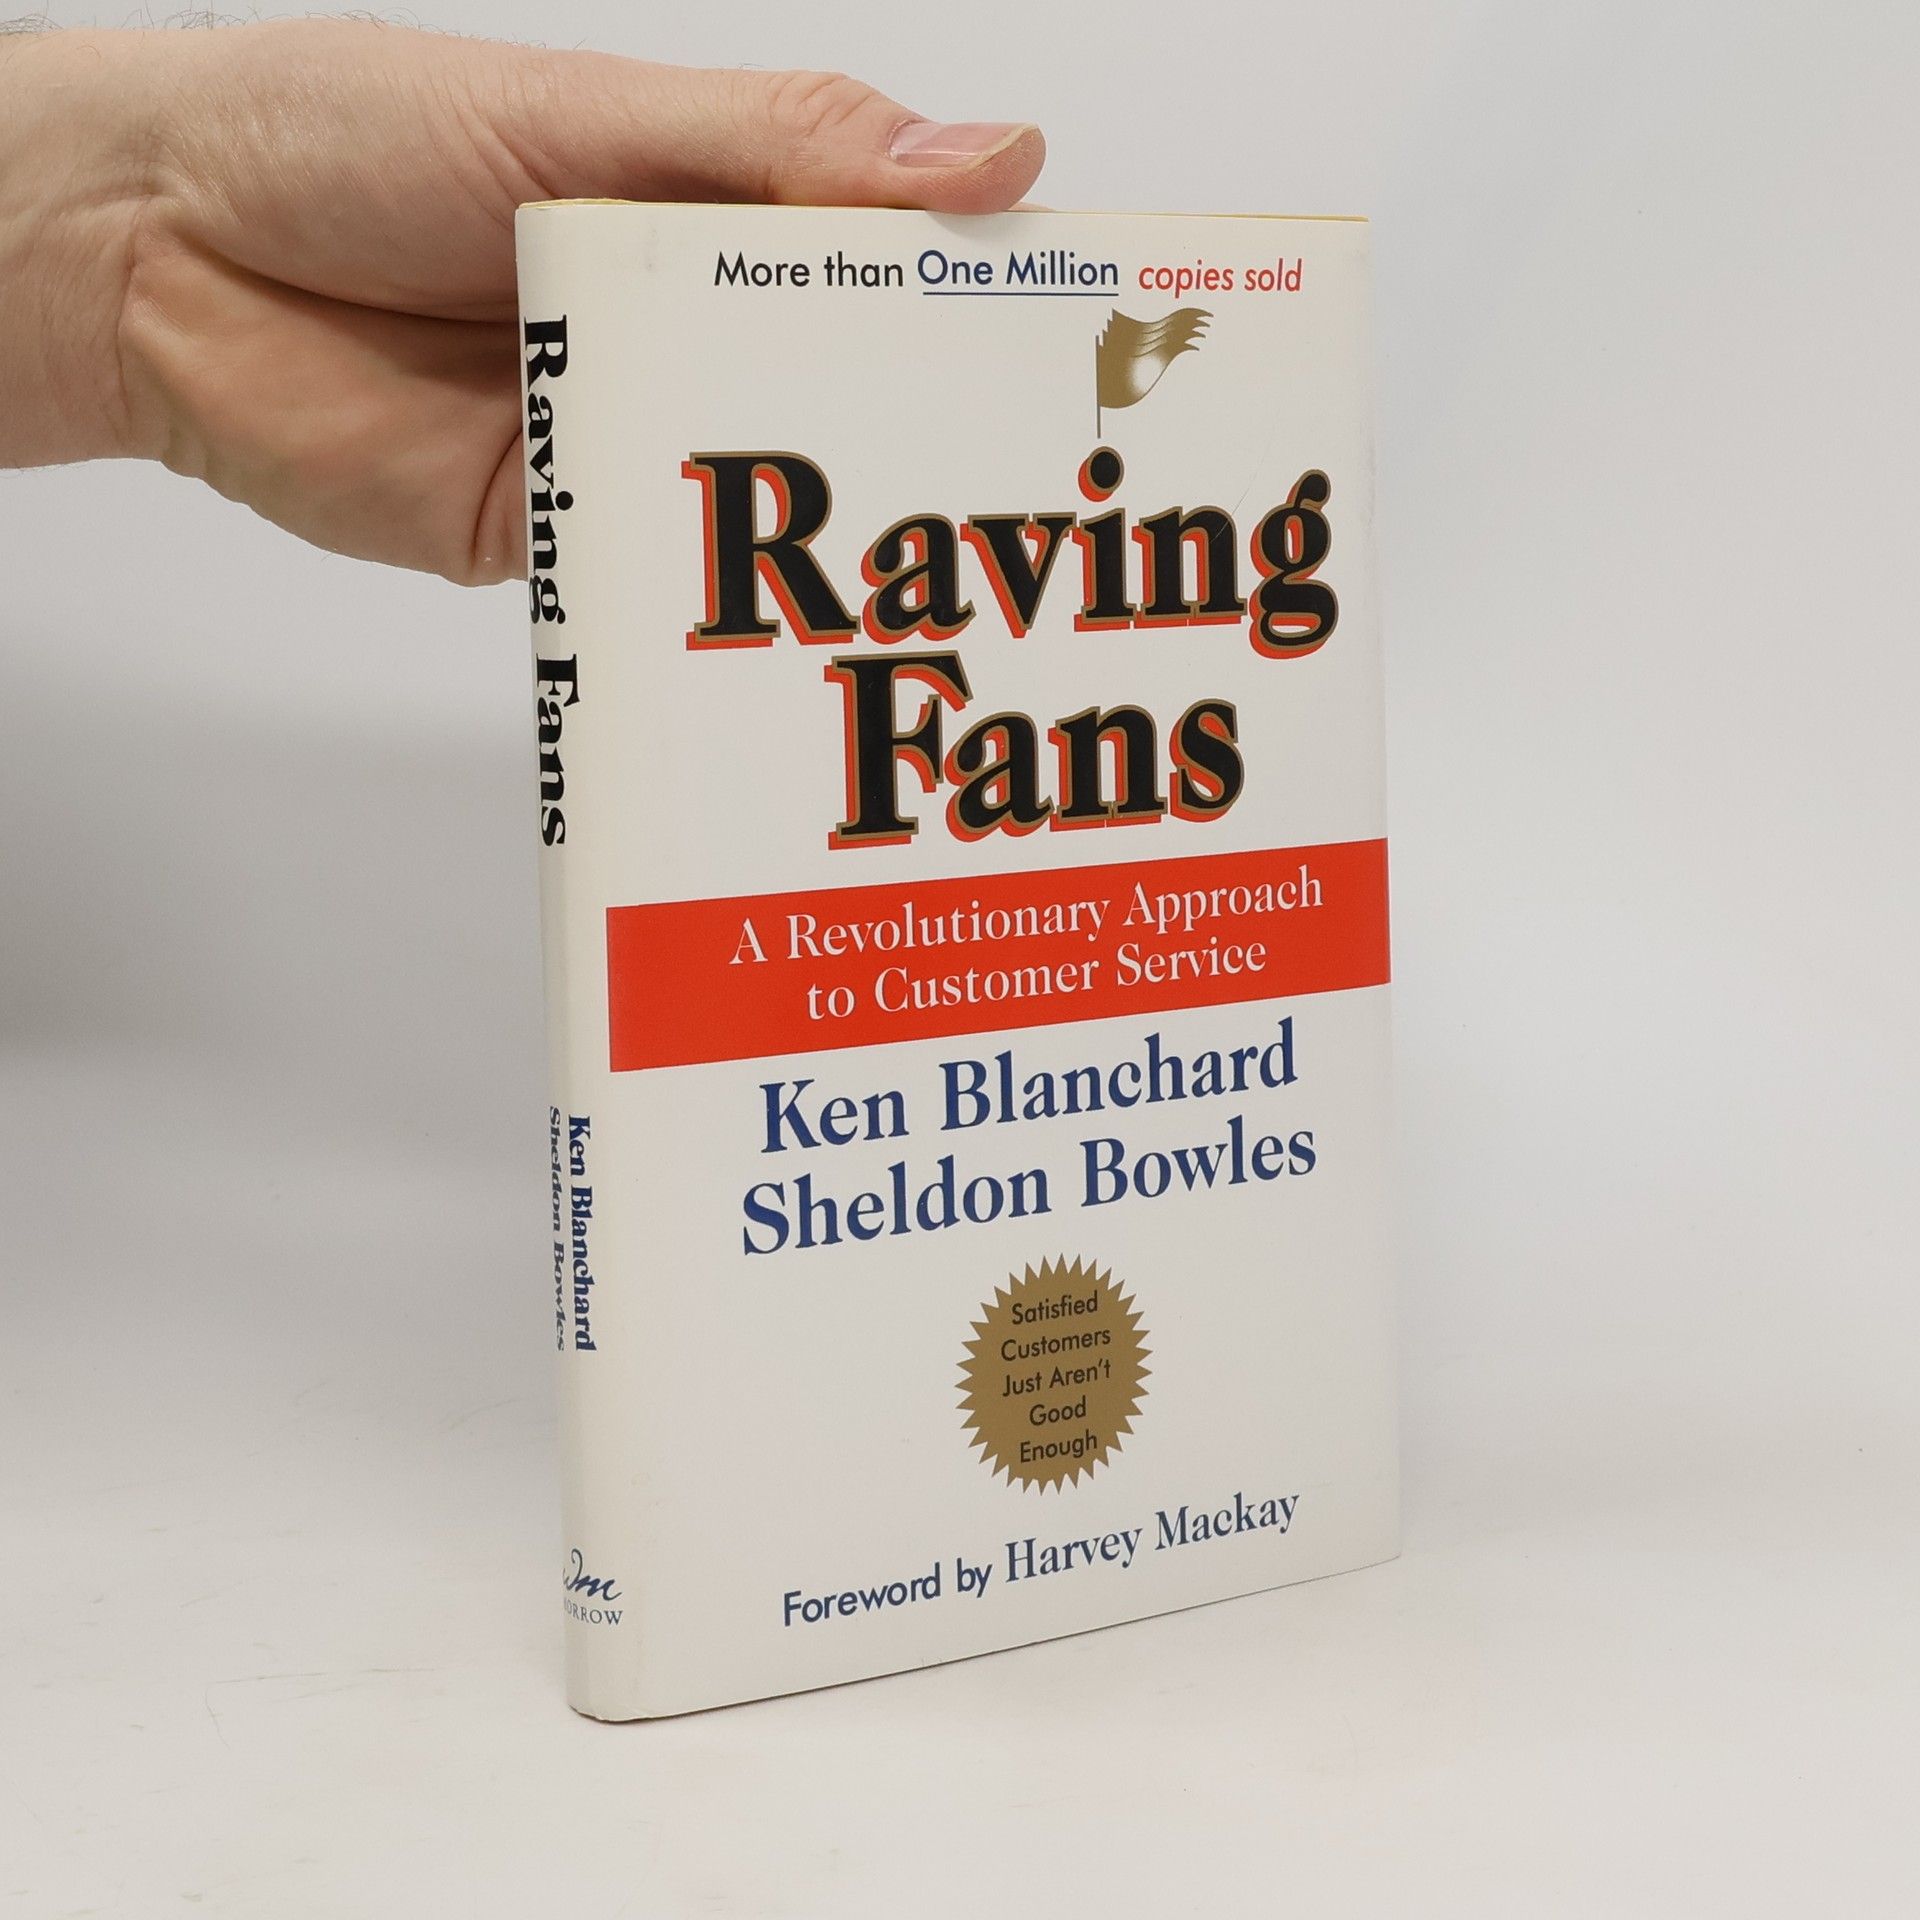 More than One Million copies sold
Raving
Fans
A Revolutionary Approach
to Customer Service
Ken Blanchard
Sheldon Bowles
Satisfied
Customers
Just Aren't
Good
Enough
Foreword by Harvey Mackay
Raving Fans
Ken Blanchard
Sheldon Bowles